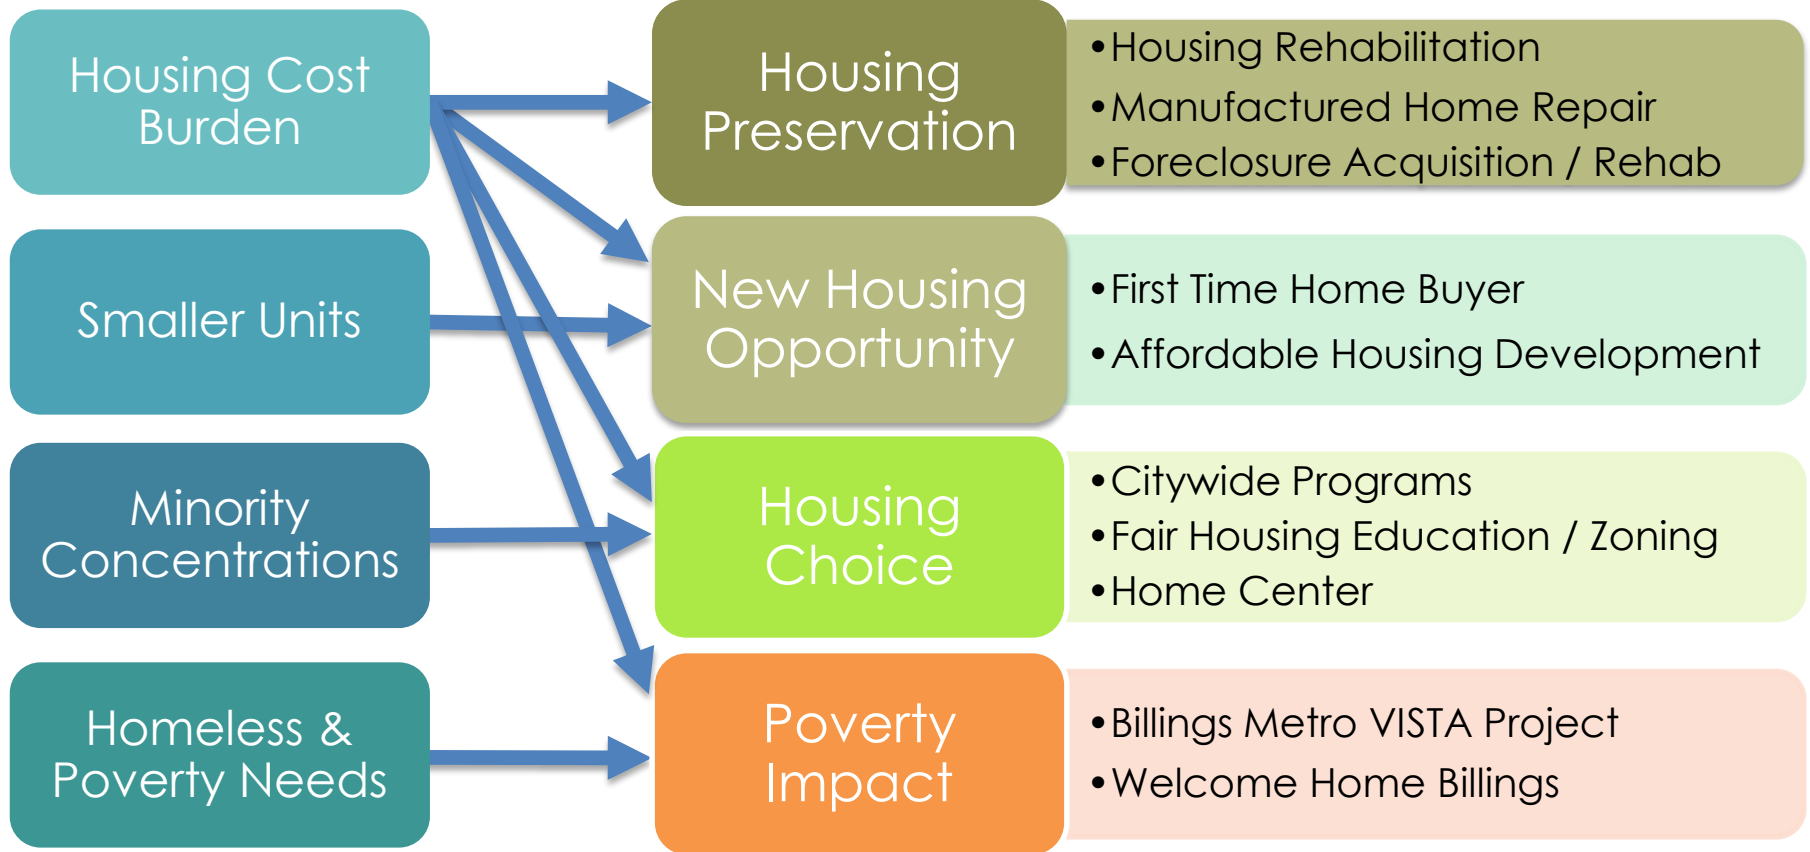 Housing Cost
Burden
Housing
Preservation
•Housing Rehabilitation
•Manufactured Home Repair
•Foreclosure Acquisition / Rehab
Smaller Units
New Housing
Opportunity
•First Time Home Buyer
•Affordable Housing Development
Minority
Concentrations
Housing
Choice
•Citywide Programs
•Fair Housing Education / Zoning
•Home Center
Homeless &
Poverty Needs
Poverty
Impact
•Billings Metro VISTA Project
•Welcome Home Billings